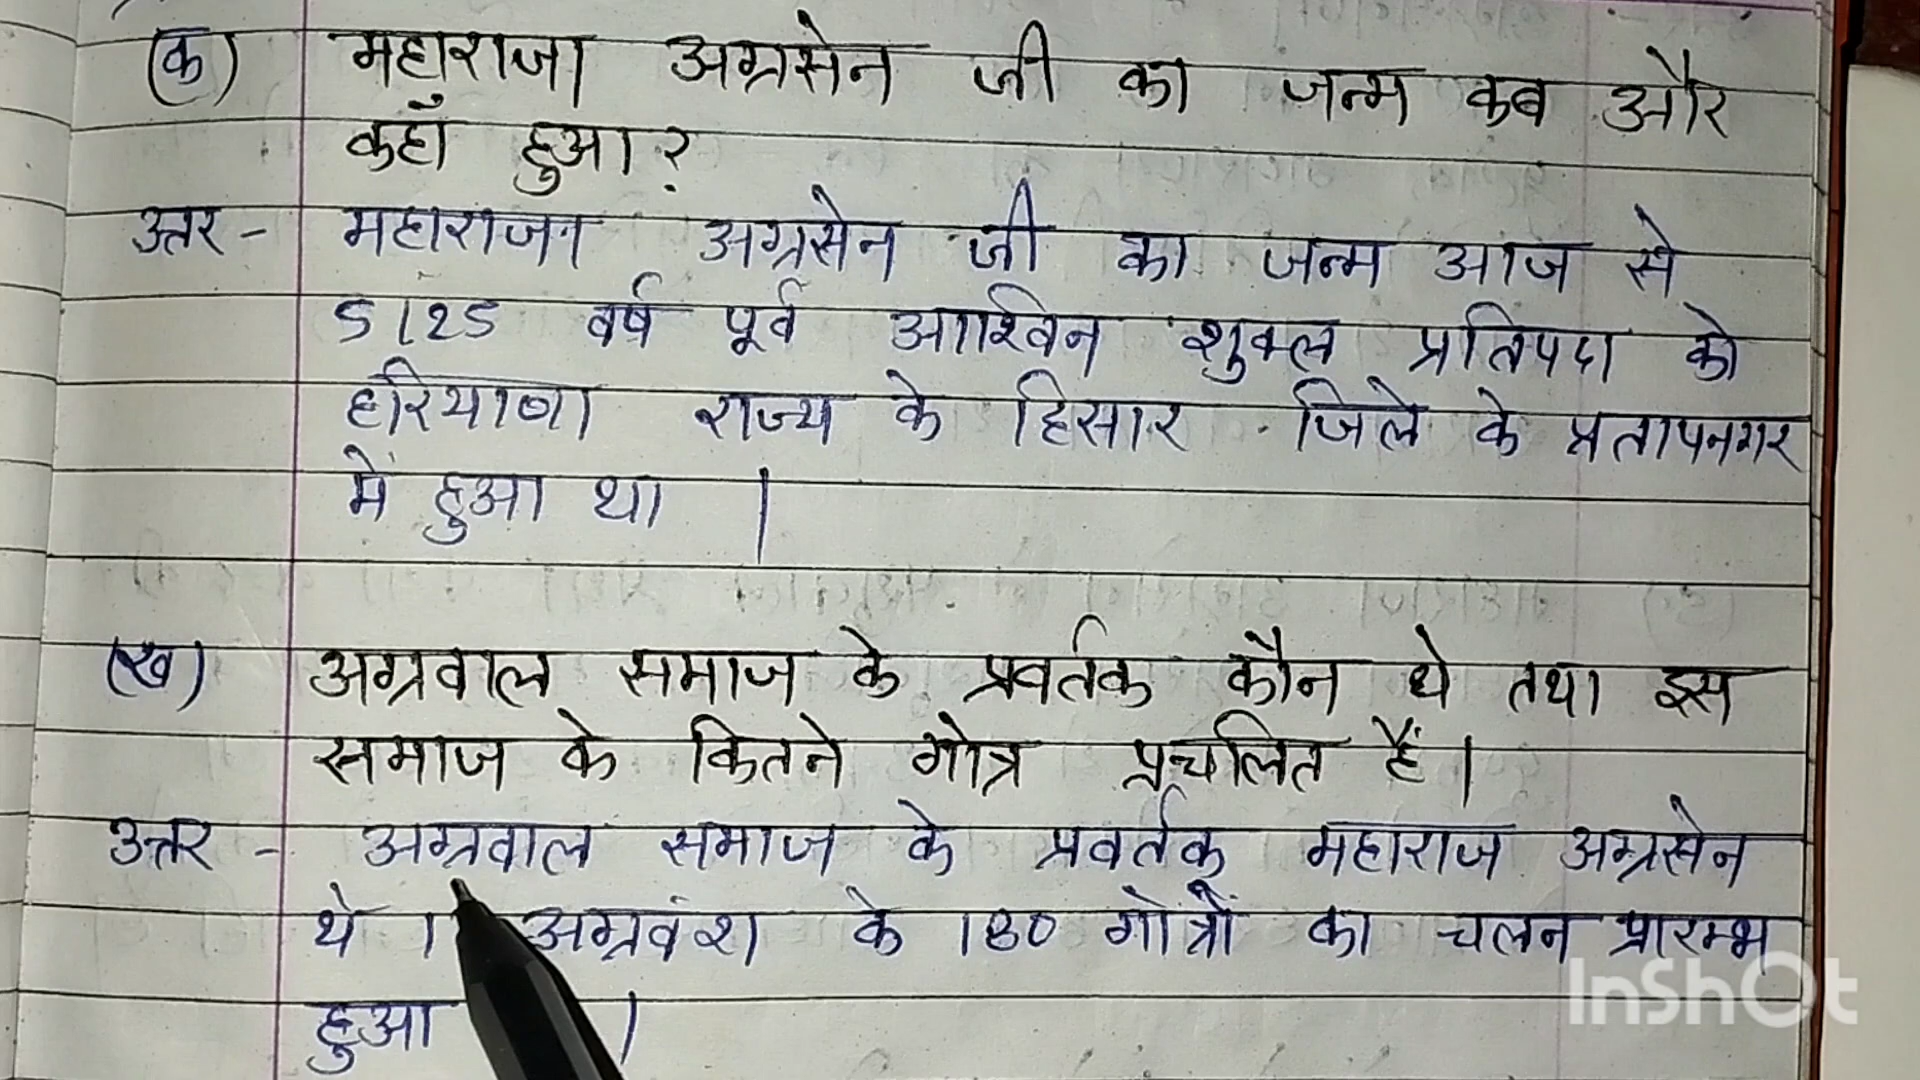 (क) महाराजा अग्रसेन जी का जन्म कब और
कहाँ हुआ?
उत्तर - महाराजा अग्रसेन जी का जन्म आज से
5125 वर्ष पूर्व आश्विन शुक्ल प्रतिपदा को
हरियाणा राज्य के हिसार जिले के प्रतापनगर
में हुआ था |
(ख) अग्रवाल समाज के प्रवर्तक कौन थे तथा इस
समाज के कितने गोत्र प्रचलित हैं |
उत्तर - अग्रवाल समाज के प्रवर्तक महाराज अग्रसेन
थे | अग्रवंश के 180 गोत्रों का चलन प्रारम्भ
हुआ |
InShOt